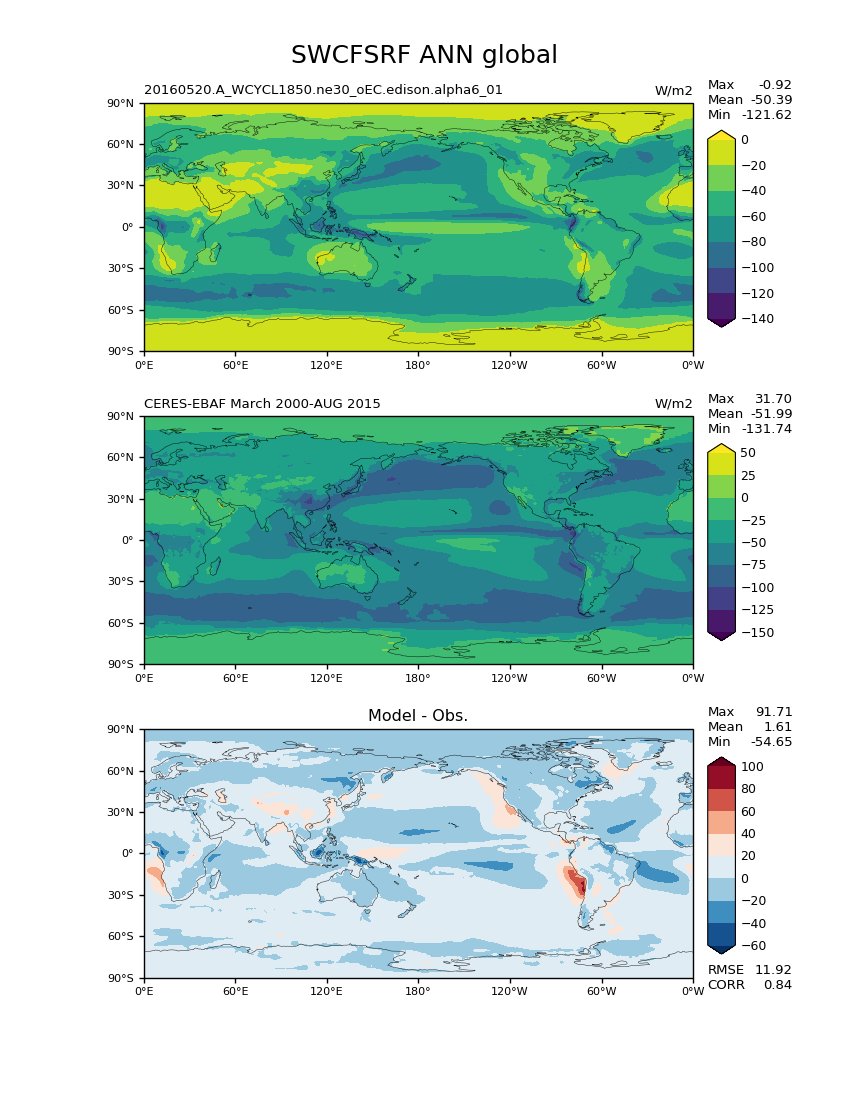 SWCFSRF ANN global
20160520.A_WCYCL1850.ne30_oEC.edison.alpha6_01 W/m2
Max -0.92
Mean -50.39
Min -121.62
90°N
60°N
30°N
0°
30°S
60°S
90°S
0°E 60°E 120°E 180° 120°W 60°W 0°W
0
−20
−40
−60
−80
−100
−120
−140
CERES-EBAF March 2000-AUG 2015 W/m2
Max 31.70
Mean -51.99
Min -131.74
90°N
60°N
30°N
0°
30°S
60°S
90°S
0°E 60°E 120°E 180° 120°W 60°W 0°W
50
25
0
−25
−50
−75
−100
−125
−150
Model - Obs.
Max 91.71
Mean 1.61
Min -54.65
90°N
60°N
30°N
0°
30°S
60°S
90°S
0°E 60°E 120°E 180° 120°W 60°W 0°W
100
80
60
40
20
0
−20
−40
−60
RMSE 11.92
CORR 0.84